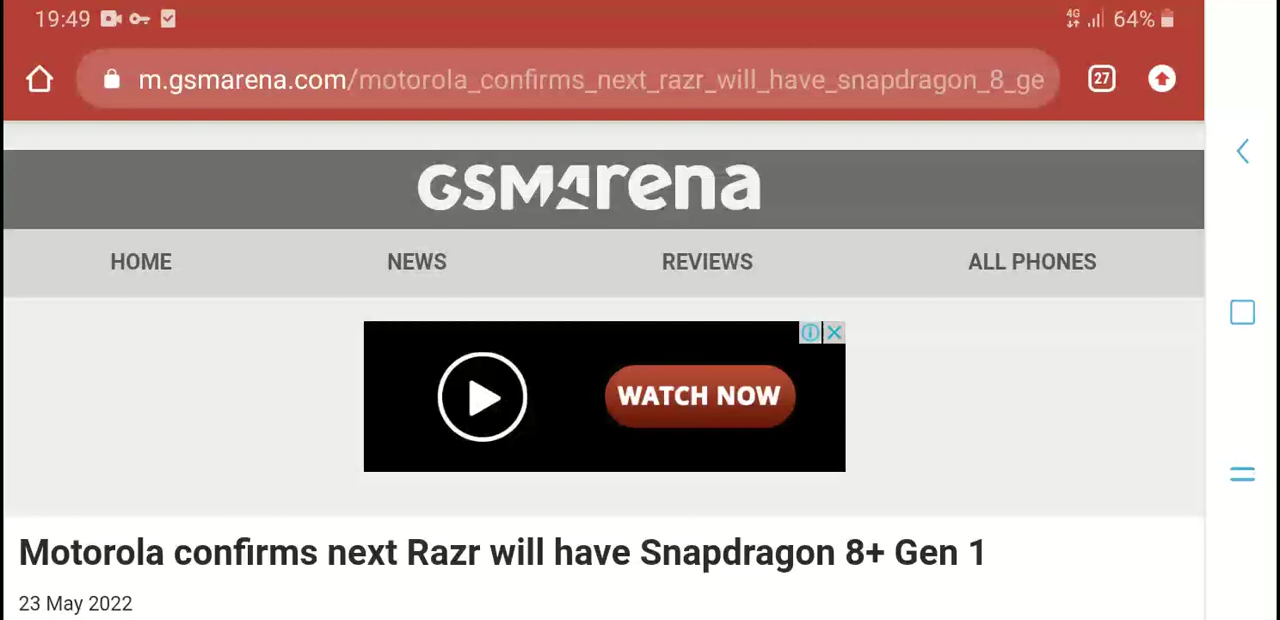 19:49 4G 64%
m.gsmarena.com/motorola_confirms_next_razr_will_have_snapdragon_8_ge 27
GSMArena
HOME NEWS REVIEWS ALL PHONES
WATCH NOW
Motorola confirms next Razr will have Snapdragon 8+ Gen 1
23 May 2022